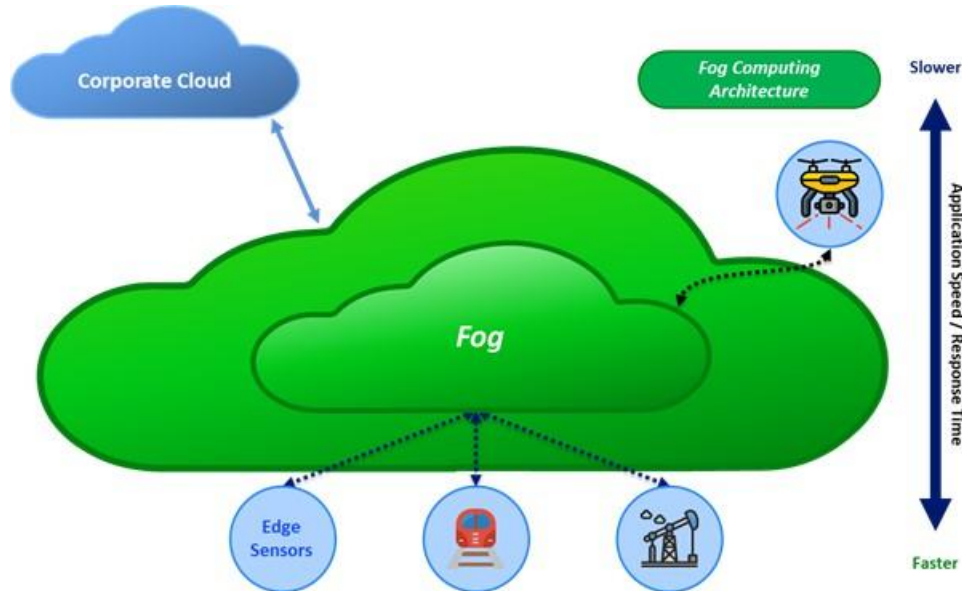 Corporate Cloud
Fog Computing
Architecture
Slower
Application Speed / Response Time
Fog
Edge
Sensors
Faster